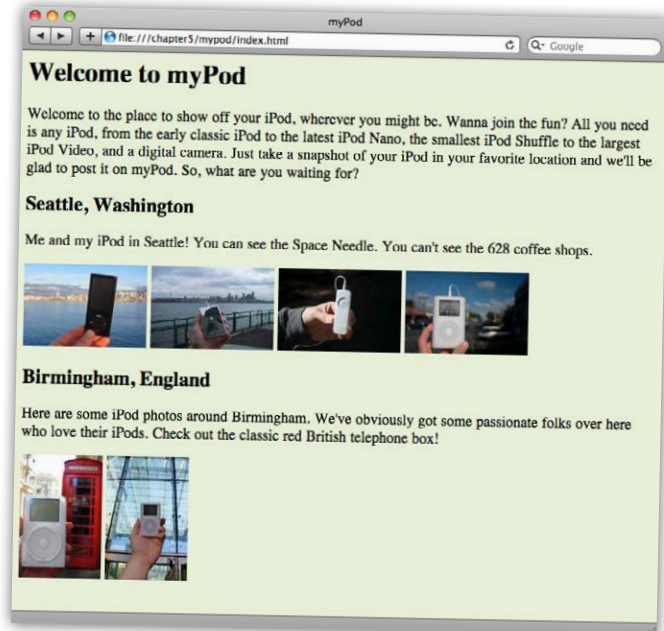 myPod
file:///chapter5/mypod/index.html
Google
Welcome to myPod
Welcome to the place to show off your iPod, wherever you might be. Wanna join the fun? All you need
is any iPod, from the early classic iPod to the latest iPod Nano, the smallest iPod Shuffle to the largest
iPod Video, and a digital camera. Just take a snapshot of your iPod in your favorite location and we'll be
glad to post it on myPod. So, what are you waiting for?
Seattle, Washington
Me and my iPod in Seattle! You can see the Space Needle. You can't see the 628 coffee shops.
Birmingham, England
Here are some iPod photos around Birmingham. We've obviously got some passionate folks over here
who love their iPods. Check out the classic red British telephone box!